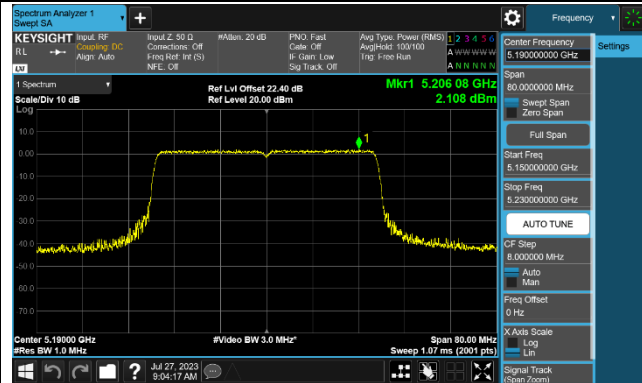 Spectrum Analyzer 1
Swept SA
Frequency
KEYSIGHT
RL
LXI
Input: RF
Coupling: DC
Align: Auto
Input Z: 50 Ω
Corrections: Off
Freq Ref: Int (S)
NFE: Off
#Atten: 20 dB
PNO: Fast
Gate: Off
IF Gain: Low
Sig Track: Off
Avg Type: Power (RMS)
Avg|Hold: 100/100
Trig: Free Run
1 2 3 4 5 6
A W W W W W
A N N N N N
1 Spectrum
Scale/Div 10 dB
Log
Ref Lvl Offset 22.40 dB
Ref Level 20.00 dBm
Mkr1 5.206 08 GHz
2.108 dBm
1
10.0
0.00
-10.0
-20.0
-30.0
-40.0
-50.0
-60.0
-70.0
Center 5.19000 GHz
#Res BW 1.0 MHz
#Video BW 3.0 MHz*
Span 80.00 MHz
Sweep 1.07 ms (2001 pts)
Jul 27, 2023
9:04:17 AM
Center Frequency
5.190000000 GHz
Span
80.0000000 MHz
Swept Span
Zero Span
Full Span
Start Freq
5.150000000 GHz
Stop Freq
5.230000000 GHz
AUTO TUNE
CF Step
8.000000 MHz
Auto
Man
Freq Offset
0 Hz
X Axis Scale
Log
Lin
Signal Track
(Span Zoom)
Settings